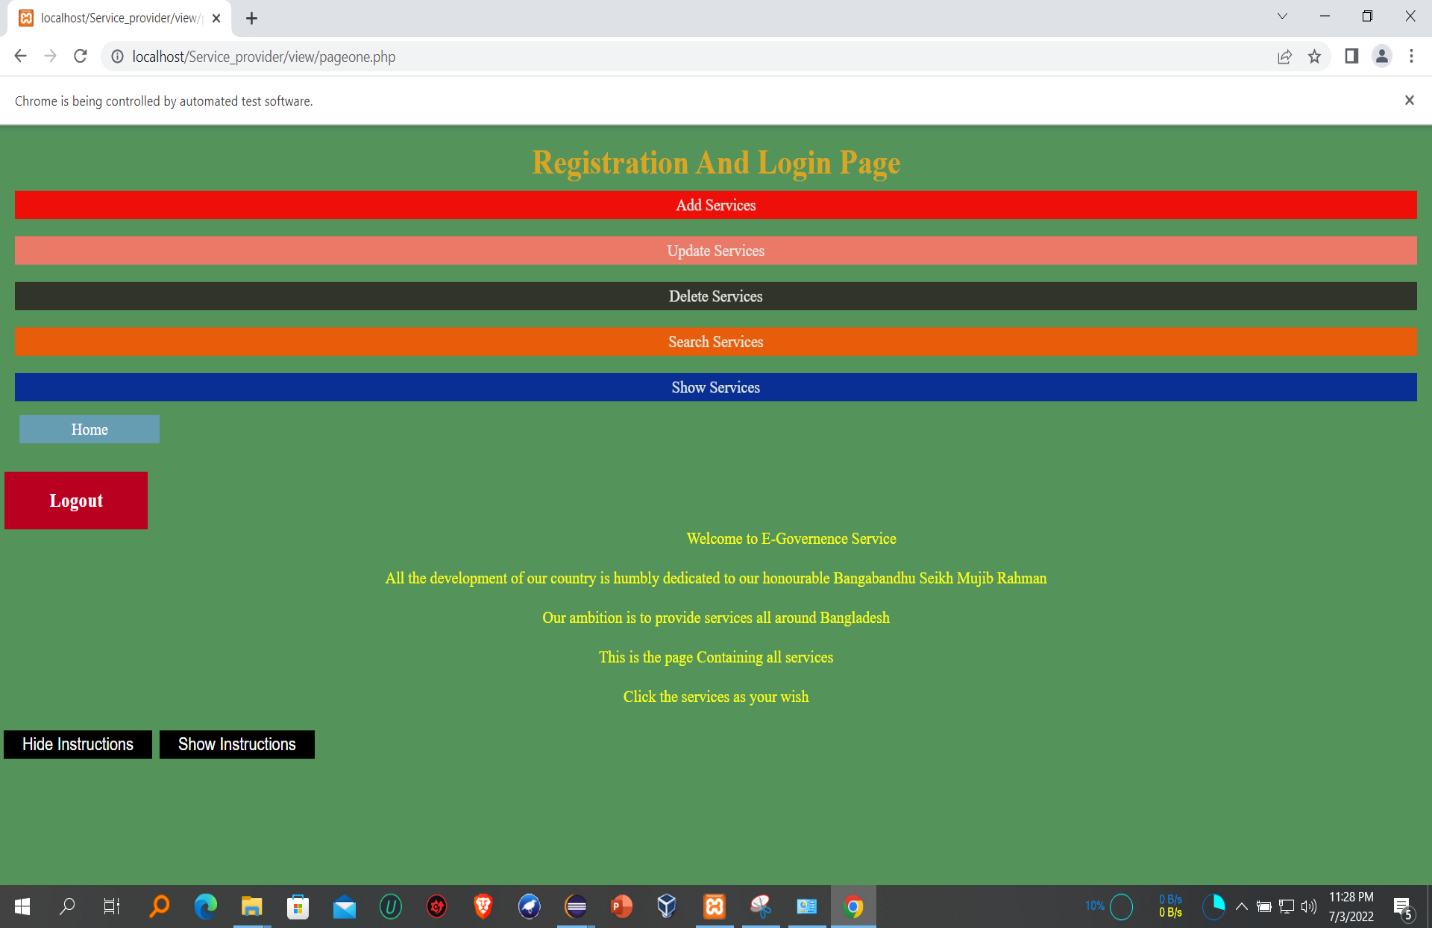 localhost/Service_provider/view/
localhost/Service_provider/view/pageone.php
Chrome is being controlled by automated test software.
Registration And Login Page
Add Services
Update Services
Delete Services
Search Services
Show Services
Home
Logout
Welcome to E-Governence Service
All the development of our country is humbly dedicated to our honourable Bangabandhu Seikh Mujib Rahman
Our ambition is to provide services all around Bangladesh
This is the page Containing all services
Click the services as your wish
Hide Instructions Show Instructions
10% 0 B/s 11:28 PM
0 B/s 7/3/2022 5